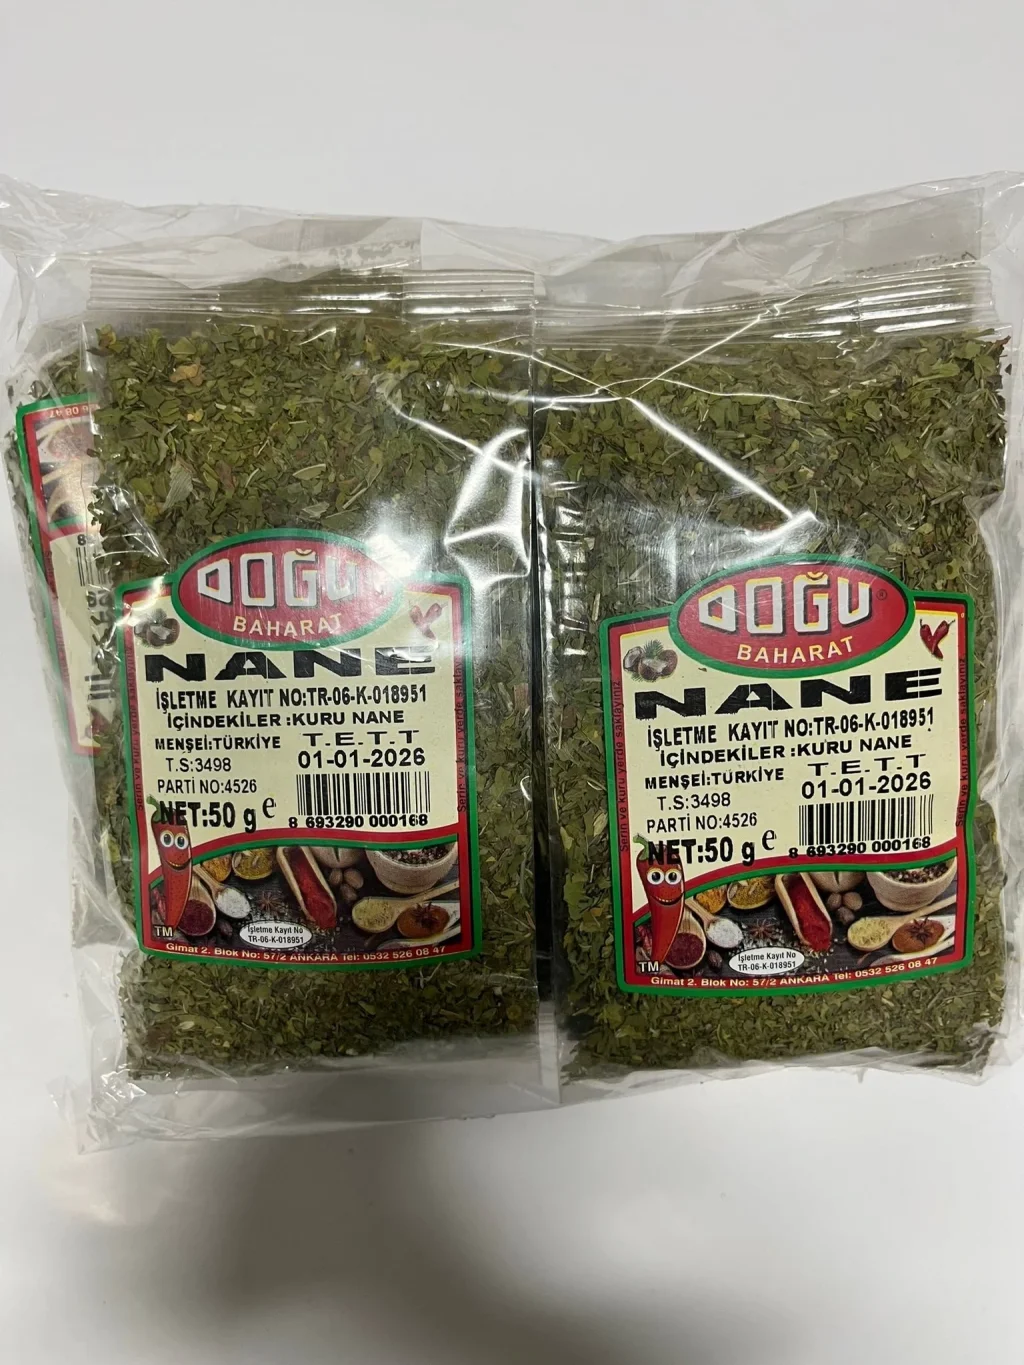 DOĞU
BAHARAT
NANE
İŞLETME KAYIT NO:TR-06-K-018951
İÇİNDEKİLER :KURU NANE
MENŞEİ:TÜRKİYE T.E.T.T
T.S:3498 01-01-2026
PARTİ NO:4526
NET:50 g e
8 693290 000168
TM
İşletme Kayıt No
TR-06-K-018951
Gimat 2. Blok No: 57/2 ANKARA Tel: 0532 526 08 47
DOĞU®
BAHARAT
NANE
İŞLETME KAYIT NO:TR-06-K-018951
İÇİNDEKİLER :KURU NANE
MENŞEİ:TÜRKİYE T.E.T.T
T.S:3498 01-01-2026
PARTİ NO:4526
NET:50 g e
8 693290 000168
Serin ve kuru yerde saklayınız
TM
İşletme Kayıt No
TR-06-K-018951
Gimat 2. Blok No: 57/2 ANKARA Tel: 0532 526 08 47